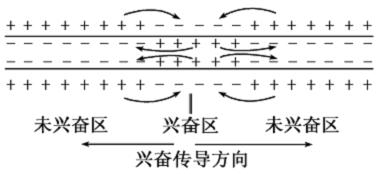 + + + + + + + + − − − − + + + + + + + +
− − − − − − − − + + + + − − − − − − − −
− − − − − − − − + + + + − − − − − − − −
+ + + + + + + + − − − − + + + + + + + +
未兴奋区 兴奋区 未兴奋区
兴奋传导方向